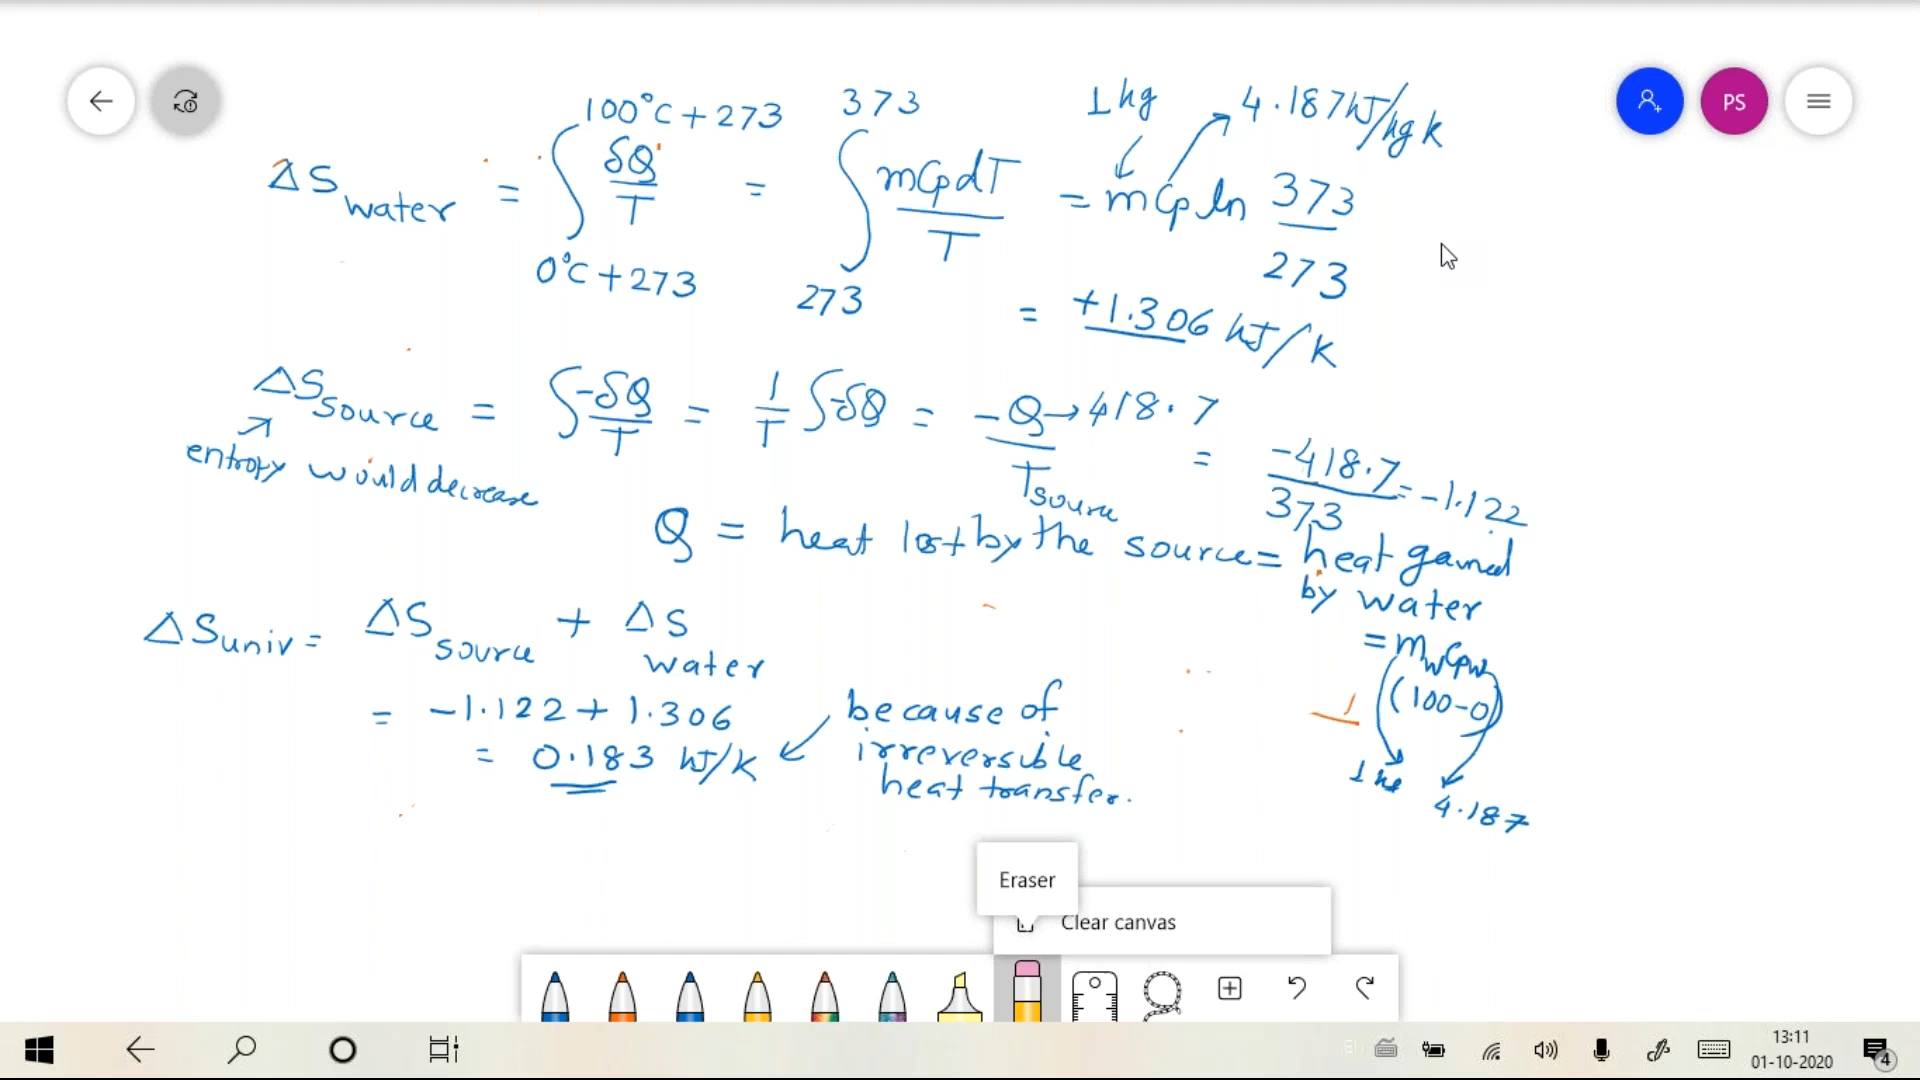 PS
100°C + 273
373
1 kg
4.187 kJ/kg K
ΔS water = ∫ δQ/T = ∫ mCpdT/T = mCp ln 373/273
0°C + 273
273
= +1.306 kJ/K
ΔS source = ∫ -δQ/T = 1/T ∫ -δQ = -Q/T source → 418.7
= -418.7/373 = -1.122
entropy would decrease
Q = heat lost by the source = heat gained
by water
= mw Cpw
(100-0)
1 kg
4.187
ΔS univ = ΔS source + ΔS water
= -1.122 + 1.306
= 0.183 kJ/K
because of
irreversible
heat transfer.
Eraser
Clear canvas
13:11
01-10-2020
4